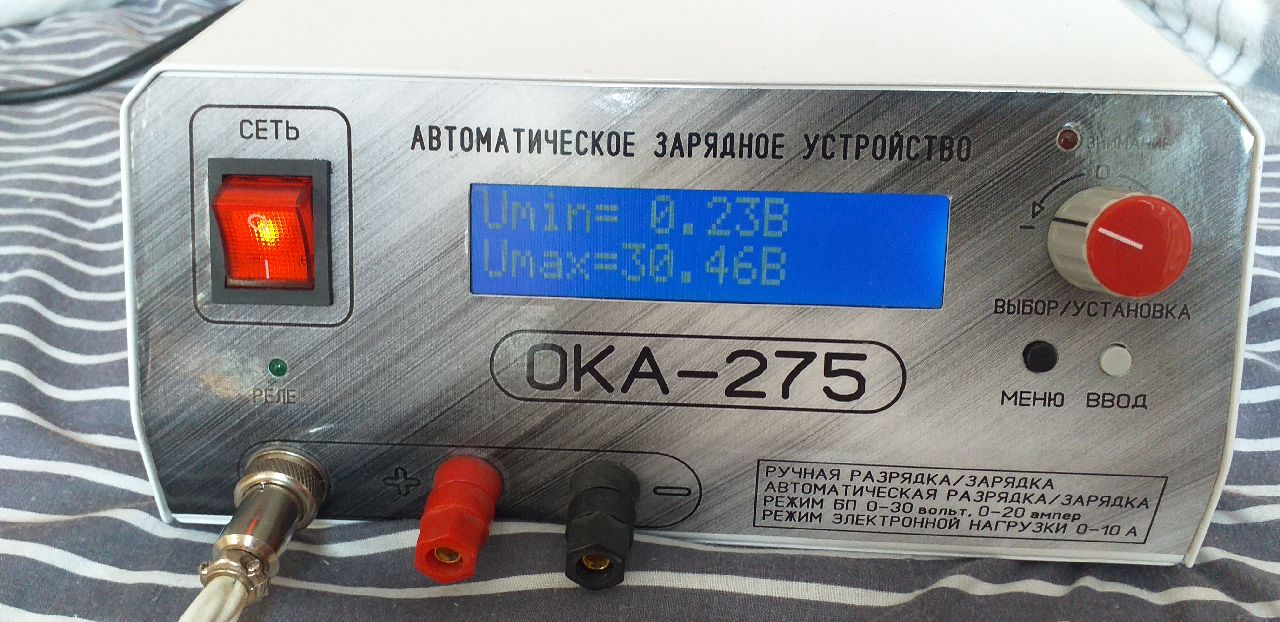 СЕТЬ
АВТОМАТИЧЕСКОЕ ЗАРЯДНОЕ УСТРОЙСТВО
ВНИМАНИЕ
Umin= 0.23В
Umax=30.46В
ВЫБОР/УСТАНОВКА
РЕЛЕ
ОКА-275
МЕНЮ ВВОД
+ −
РУЧНАЯ РАЗРЯДКА/ЗАРЯДКА
АВТОМАТИЧЕСКАЯ РАЗРЯДКА/ЗАРЯДКА
РЕЖИМ БП 0-30 вольт, 0-20 ампер
РЕЖИМ ЭЛЕКТРОННОЙ НАГРУЗКИ 0-10 А